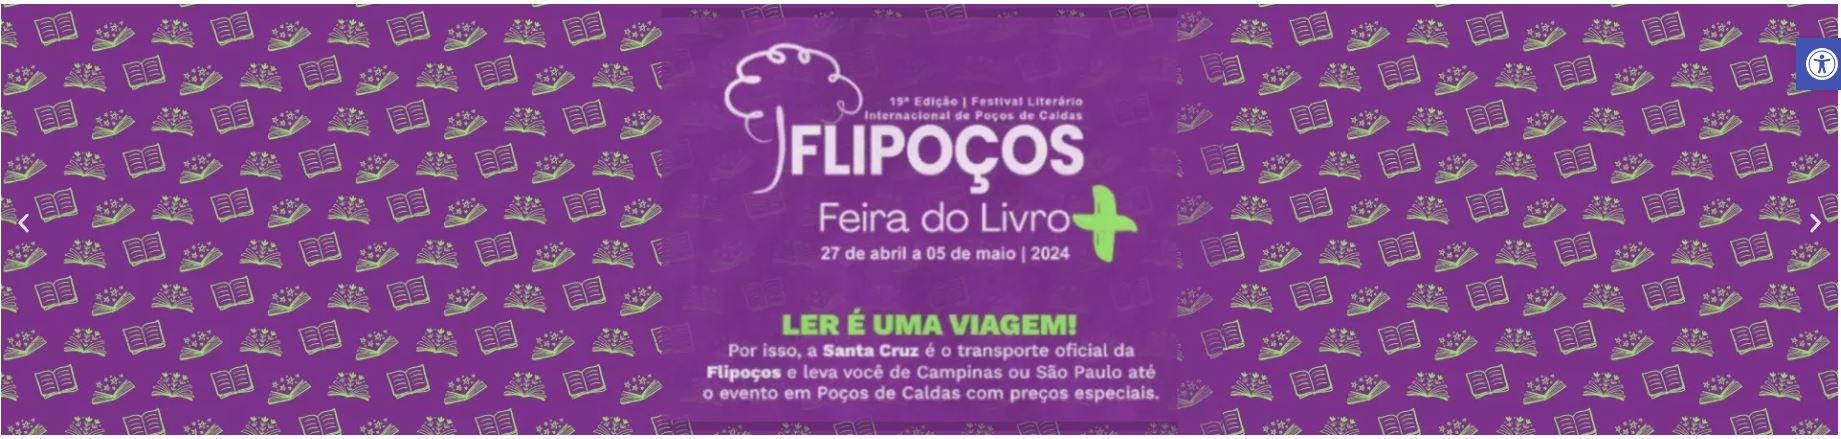 19ª Edição | Festival Literário
Internacional de Poços de Caldas
FLIPOÇOS
Feira do Livro
27 de abril a 05 de maio | 2024
LER É UMA VIAGEM!
Por isso, a Santa Cruz é o transporte oficial da
Flipoços e leva você de Campinas ou São Paulo até
o evento em Poços de Caldas com preços especiais.